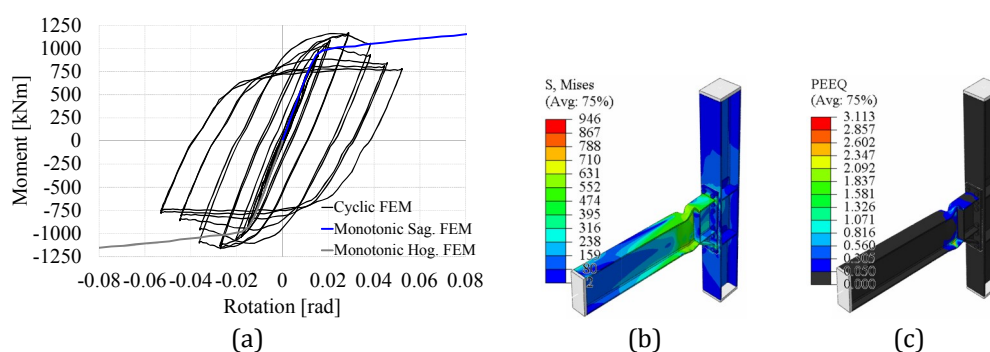 1250
1000
750
500
250
0
-250
-500
-750
-1000
-1250
Moment [kNm]
Cyclic FEM
Monotonic Sag. FEM
Monotonic Hog. FEM
-0.08 -0.06 -0.04 -0.02 0 0.02 0.04 0.06 0.08
Rotation [rad]
(a)
S, Mises
(Avg: 75%)
946
867
788
710
631
552
474
395
316
238
159
2
(b)
PEEQ
(Avg: 75%)
3.113
2.857
2.602
2.347
2.092
1.837
1.581
1.326
1.071
0.816
0.560
0.305
0.050
0.000
(c)